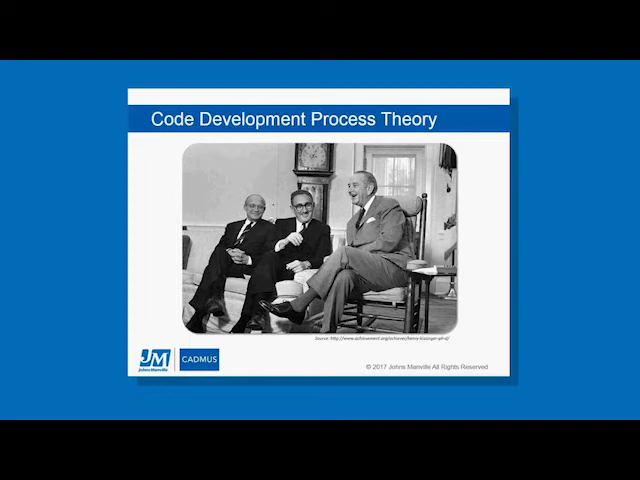 Code Development Process Theory
Source: http://www.achievement.org/achiever/henry-kissinger-ph-d/
JM
Johns Manville
CADMUS
© 2017 Johns Manville All Rights Reserved